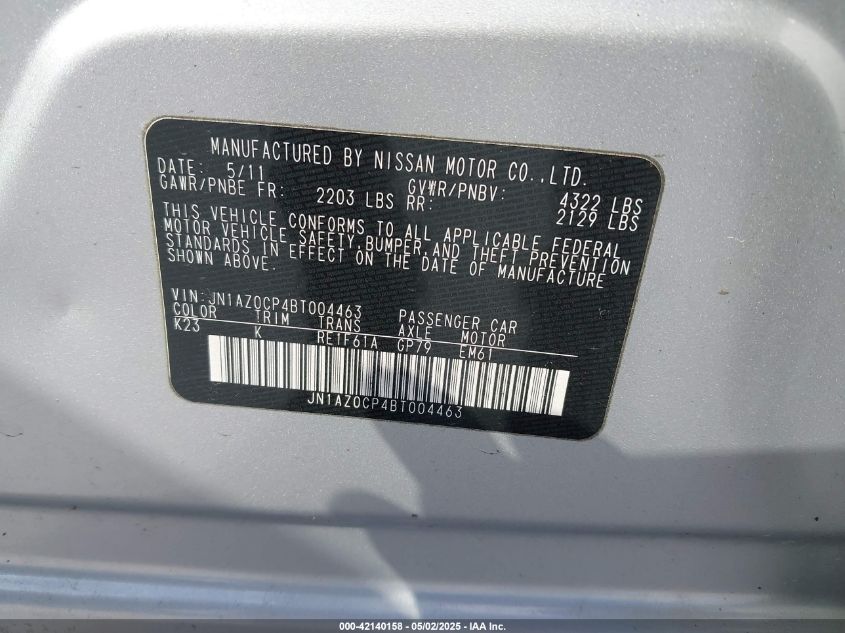 MANUFACTURED BY NISSAN MOTOR CO.,LTD.
DATE: 5/11 GVWR/PNBV: 4322 LBS
GAWR/PNBE FR: 2203 LBS RR: 2129 LBS
THIS VEHICLE CONFORMS TO ALL APPLICABLE FEDERAL
MOTOR VEHICLE SAFETY,BUMPER,AND THEFT PREVENTION
STANDARDS IN EFFECT ON THE DATE OF MANUFACTURE
SHOWN ABOVE.
VIN:JN1AZ0CP4BT004463 PASSENGER CAR
COLOR TRIM TRANS AXLE MOTOR
K23 K RE1F61A GP79 EM61
JN1AZ0CP4BT004463
000-42140158 - 05/02/2025 - IAA Inc.